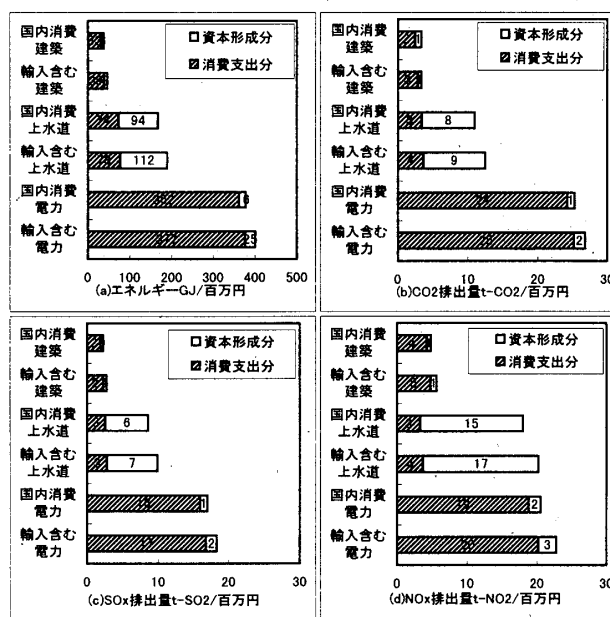 国内消費
建築
輸入含む
建築
国内消費
上水道
94
輸入含む
上水道
112
国内消費
電力
6
輸入含む
電力
25
□資本形成分
消費支出分
0 100 200 300 400 500
(a)エネルギーGJ/百万円
国内消費
建築
1
輸入含む
建築
国内消費
上水道
8
輸入含む
上水道
9
国内消費
電力
1
輸入含む
電力
2
□資本形成分
消費支出分
0 10 20 30
(b)CO2排出量t-CO2/百万円
国内消費
建築
輸入含む
建築
国内消費
上水道
6
輸入含む
上水道
7
国内消費
電力
1
輸入含む
電力
2
□資本形成分
消費支出分
0 10 20 30
(c)SOx排出量t-SO2/百万円
国内消費
建築
輸入含む
建築
国内消費
上水道
15
輸入含む
上水道
17
国内消費
電力
2
輸入含む
電力
3
□資本形成分
消費支出分
0 10 20 30
(d)NOx排出量t-NO2/百万円